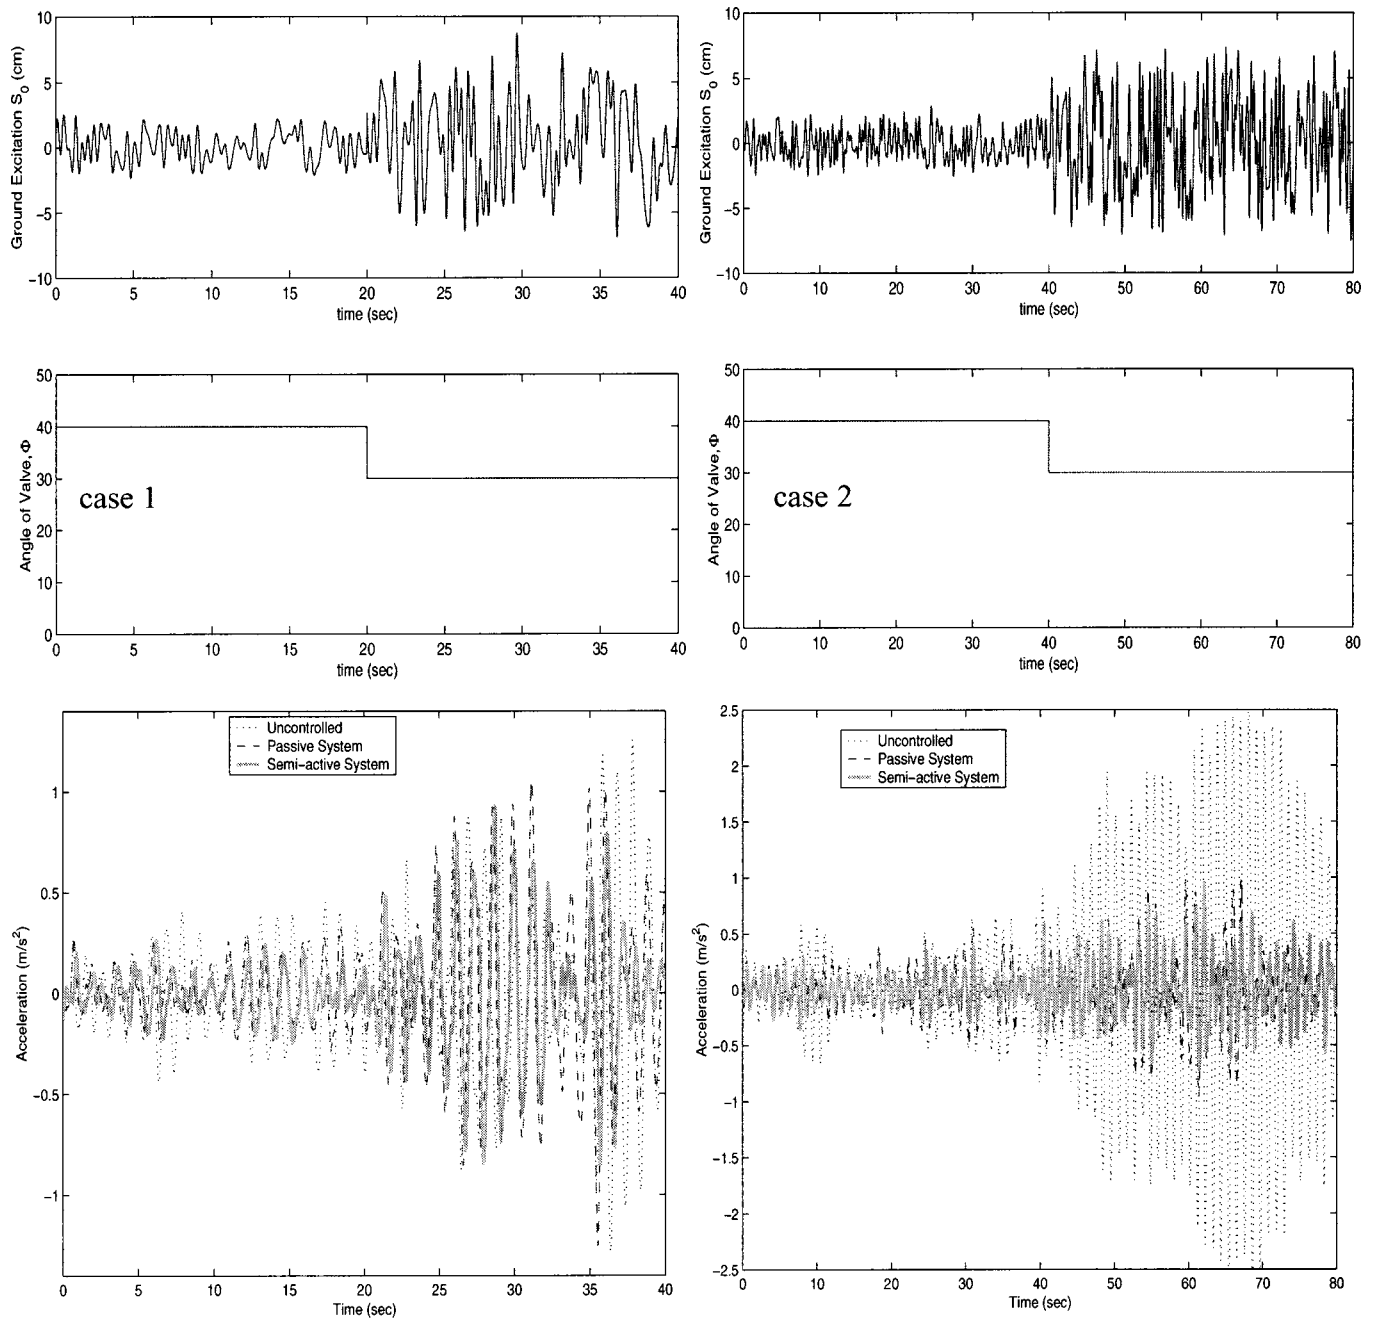 10
5
0
−5
−10
Ground Excitation S0 (cm)
0 5 10 15 20 25 30 35 40
time (sec)
10
5
0
−5
−10
Ground Excitation S0 (cm)
0 10 20 30 40 50 60 70 80
time (sec)
50
40
30
20
10
0
Angle of Valve,Φ
case 1
0 5 10 15 20 25 30 35 40
time (sec)
50
40
30
20
10
0
Angle of Valve,Φ
case 2
0 10 20 30 40 50 60 70 80
time (sec)
Uncontrolled
Passive System
Semi−active System
1
0.5
0
−0.5
−1
Acceleration (m/s2)
0 5 10 15 20 25 30 35 40
Time (sec)
Uncontrolled
Passive System
Semi−active System
2.5
2
1.5
1
0.5
0
−0.5
−1
−1.5
−2
−2.5
Acceleration (m/s2)
0 10 20 30 40 50 60 70 80
Time (sec)